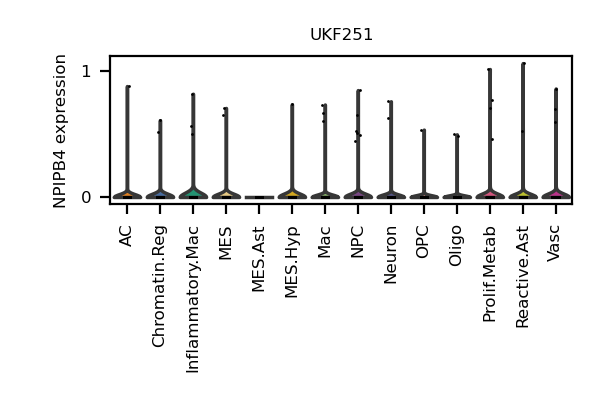 UKF251
NPIPB4 expression
1
0
AC
Chromatin.Reg
Inflammatory.Mac
MES
MES.Ast
MES.Hyp
Mac
NPC
Neuron
OPC
Oligo
Prolif.Metab
Reactive.Ast
Vasc